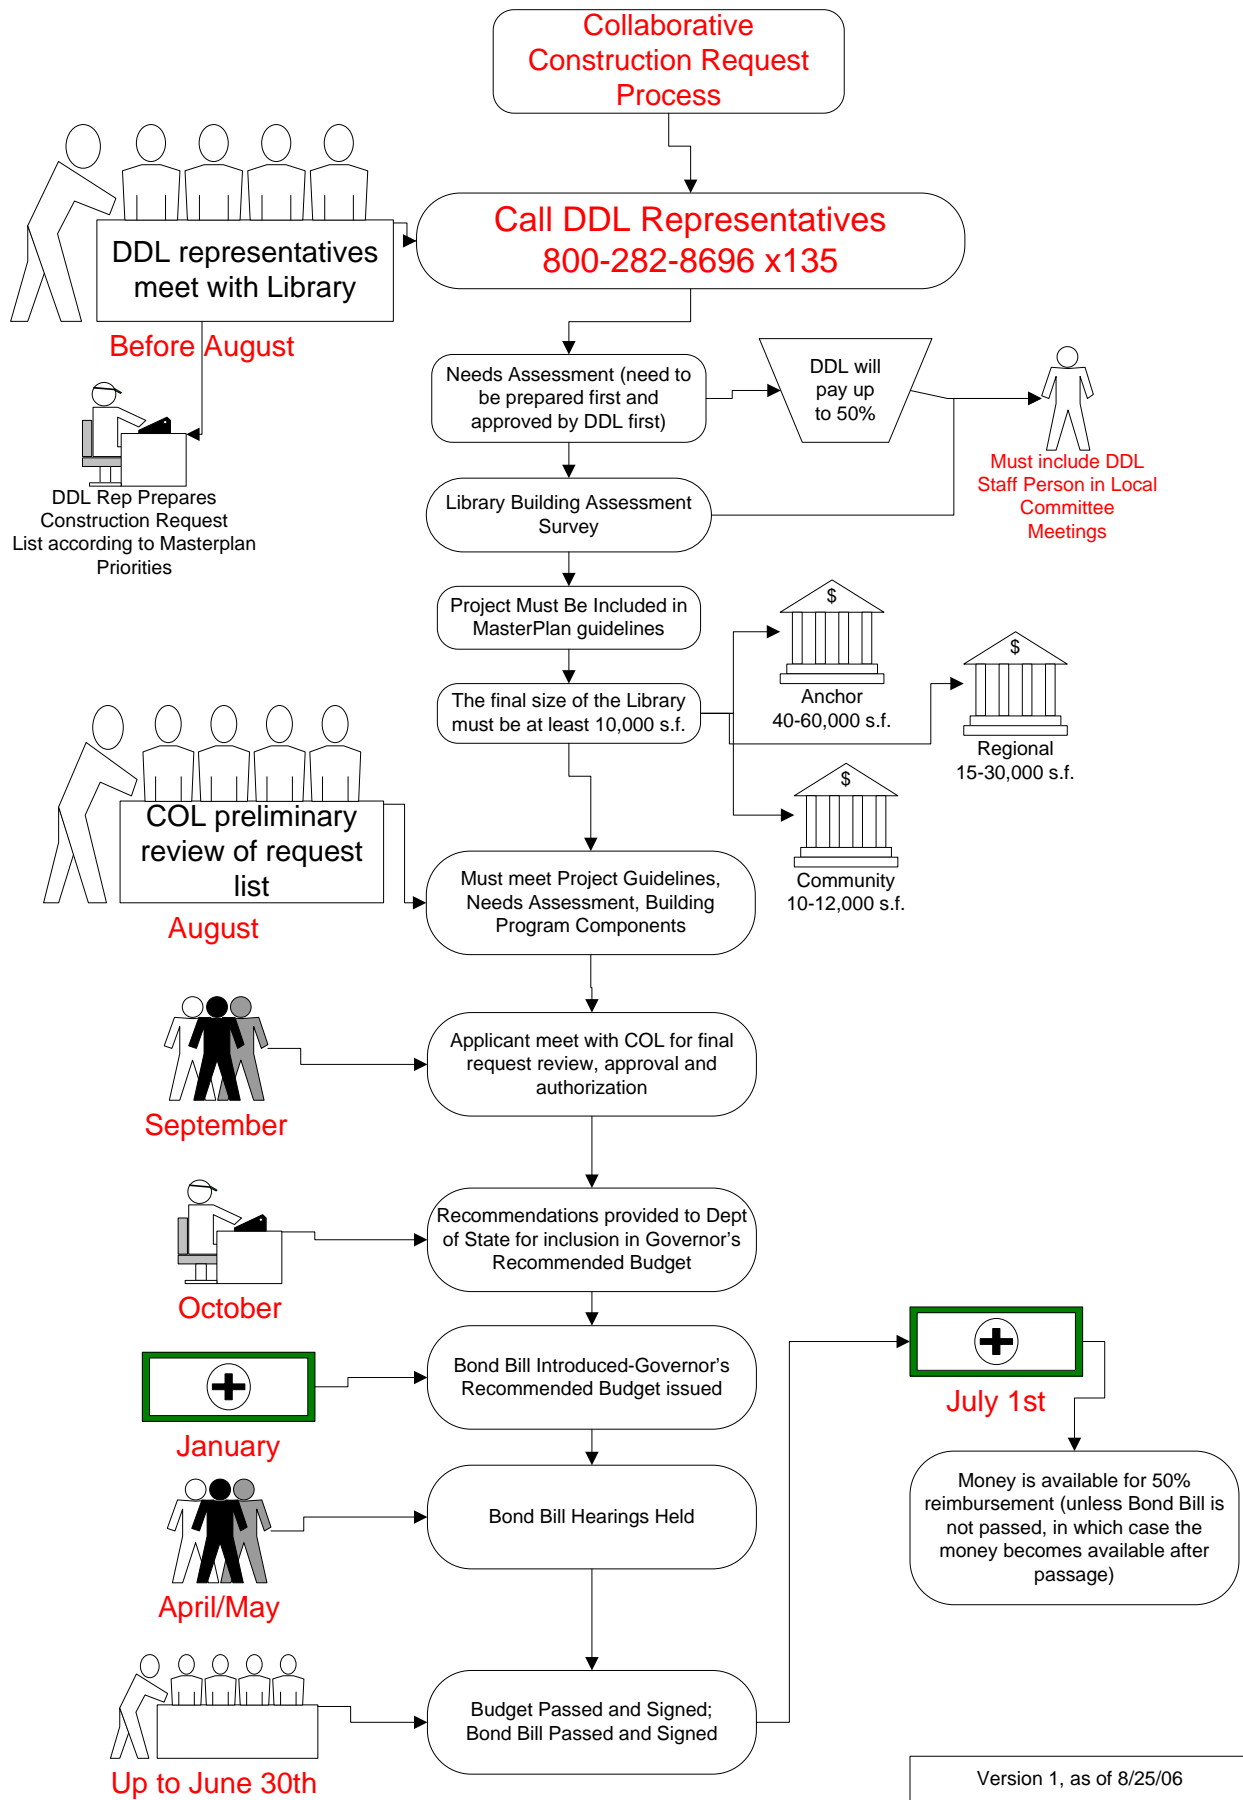 Collaborative
Construction Request
Process
Call DDL Representatives
800-282-8696 x135
DDL representatives
meet with Library
Before August
DDL Rep Prepares
Construction Request
List according to Masterplan
Priorities
Needs Assessment (need to
be prepared first and
approved by DDL first)
DDL will
pay up
to 50%
Must include DDL
Staff Person in Local
Committee
Meetings
Library Building Assessment
Survey
Project Must Be Included in
MasterPlan guidelines
The final size of the Library
must be at least 10,000 s.f.
$
Anchor
40-60,000 s.f.
$
Regional
15-30,000 s.f.
$
Community
10-12,000 s.f.
COL preliminary
review of request
list
August
Must meet Project Guidelines,
Needs Assessment, Building
Program Components
September
Applicant meet with COL for final
request review, approval and
authorization
October
Recommendations provided to Dept
of State for inclusion in Governor's
Recommended Budget
January
Bond Bill Introduced-Governor's
Recommended Budget issued
April/May
Bond Bill Hearings Held
Up to June 30th
Budget Passed and Signed;
Bond Bill Passed and Signed
July 1st
Money is available for 50%
reimbursement (unless Bond Bill is
not passed, in which case the
money becomes available after
passage)
Version 1, as of 8/25/06